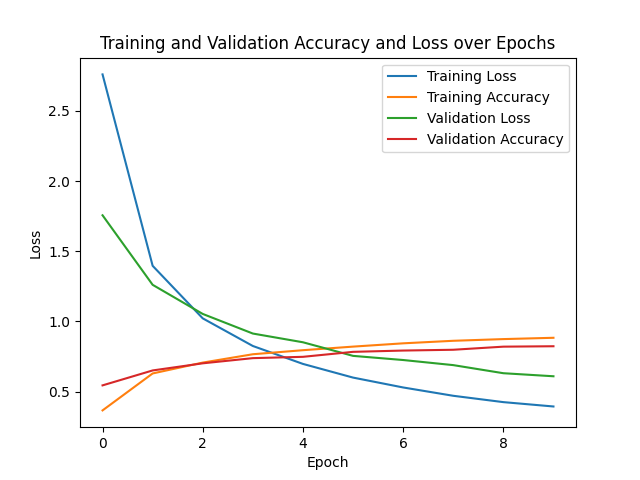 Training and Validation Accuracy and Loss over Epochs
Training Loss
Training Accuracy
Validation Loss
Validation Accuracy
2.5
2.0
1.5
1.0
0.5
Loss
0 2 4 6 8
Epoch